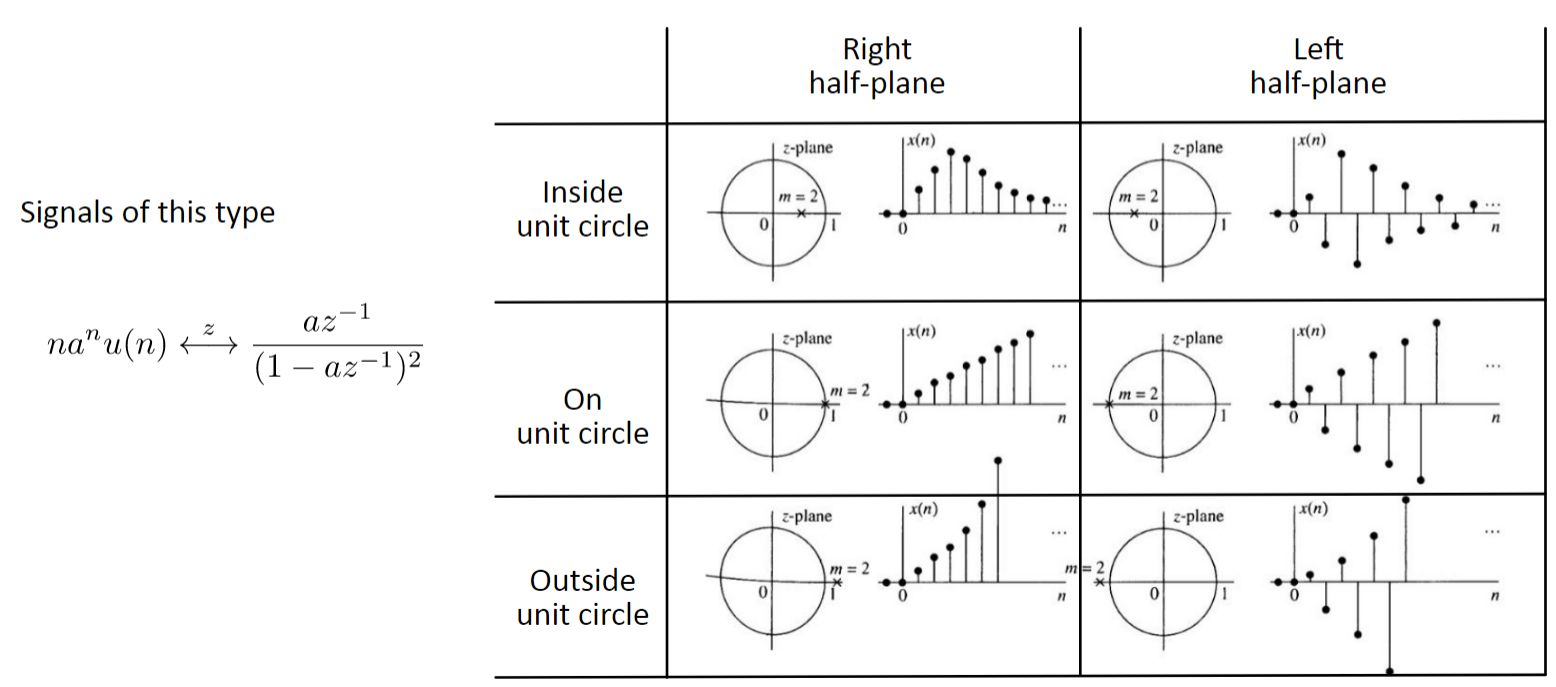 Right
half-plane
Left
half-plane
Signals of this type
na^n u(n) \overset{z}{\longleftrightarrow} \frac{az^{-1}}{(1 - az^{-1})^2}
Inside
unit circle
z-plane
m = 2
0
1
x(n)
0
n
...
z-plane
m = 2
0
1
x(n)
0
n
...
On
unit circle
z-plane
m = 2
0
1
x(n)
0
n
...
z-plane
m = 2
0
1
x(n)
0
n
...
Outside
unit circle
z-plane
m = 2
0
1
x(n)
0
n
...
z-plane
m = 2
0
1
x(n)
0
n
...